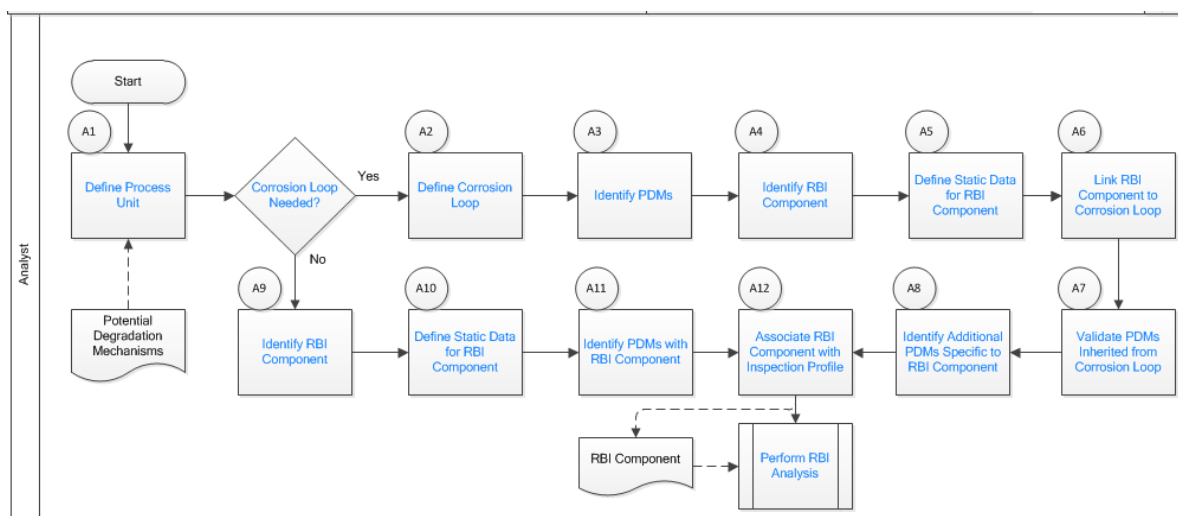 Start
A1
A2
A3
A4
A5
A6
Define Process
Unit
Corrosion Loop
Needed?
Yes
Define Corrosion
Loop
Identify PDMs
Identify RBI
Component
Define Static Data
for RBI
Component
Link RBI
Component to
Corrosion Loop
Analyst
No
A9
A10
A11
A12
A8
A7
Potential
Degradation
Mechanisms
Identify RBI
Component
Define Static Data
for RBI
Component
Identify PDMs with
RBI Component
Associate RBI
Component with
Inspection Profile
Identify Additional
PDMs Specific to
RBI Component
Validate PDMs
Inherited from
Corrosion Loop
RBI Component
Perform RBI
Analysis